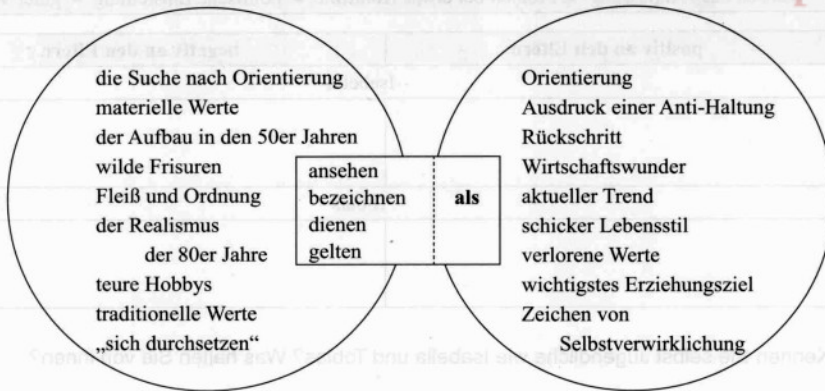 die Suche nach Orientierung
materielle Werte
der Aufbau in den 50er Jahren
wilde Frisuren
Fleiß und Ordnung
der Realismus
der 80er Jahre
teure Hobbys
traditionelle Werte
„sich durchsetzen“
ansehen
bezeichnen
dienen
gelten
als
Orientierung
Ausdruck einer Anti-Haltung
Rückschritt
Wirtschaftswunder
aktueller Trend
schicker Lebensstil
verlorene Werte
wichtigstes Erziehungsziel
Zeichen von
Selbstverwirklichung